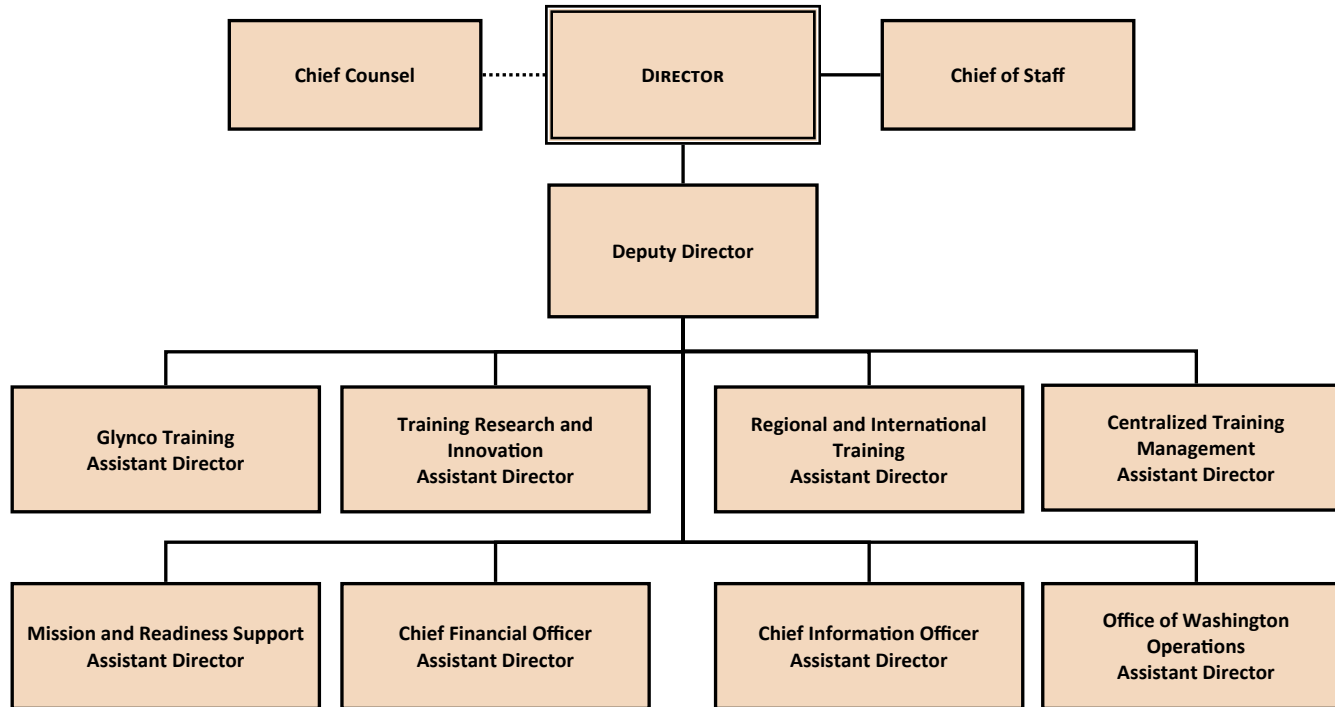 Chief Counsel
DIRECTOR
Chief of Staff
Deputy Director
Glynco Training
Assistant Director
Training Research and
Innovation
Assistant Director
Regional and International
Training
Assistant Director
Centralized Training
Management
Assistant Director
Mission and Readiness Support
Assistant Director
Chief Financial Officer
Assistant Director
Chief Information Officer
Assistant Director
Office of Washington
Operations
Assistant Director